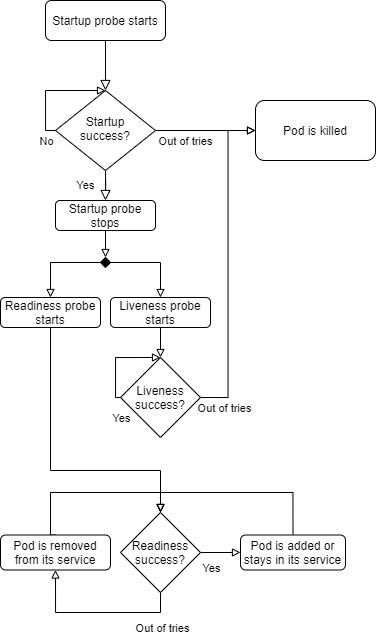 Startup probe starts
Startup
success?
Pod is killed
No
Out of tries
Yes
Startup probe
stops
Readiness probe
starts
Liveness probe
starts
Liveness
success?
Yes
Out of tries
Pod is removed
from its service
Readiness
success?
Yes
Pod is added or
stays in its service
Out of tries